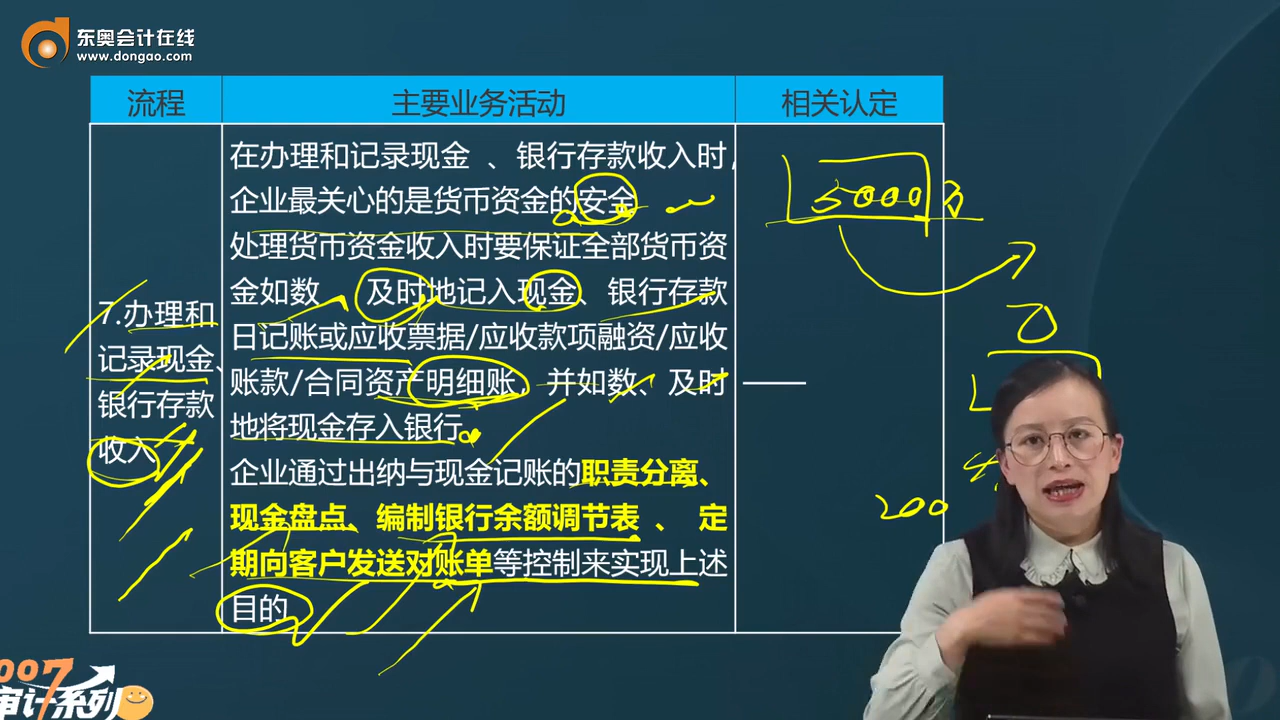 东奥会计在线
www.dongao.com
流程
主要业务活动
相关认定
7.办理和
记录现金、
银行存款
收入
在办理和记录现金 、银行存款收入时，
企业最关心的是货币资金的安全
处理货币资金收入时要保证全部货币资
金如数、及时地记入现金、银行存款
日记账或应收票据/应收款项融资/应收
账款/合同资产明细账，并如数、及时
地将现金存入银行。
企业通过出纳与现金记账的职责分离、
现金盘点、编制银行余额调节表 、 定
期向客户发送对账单等控制来实现上述
目的
——
5000万
200
007
审计系列